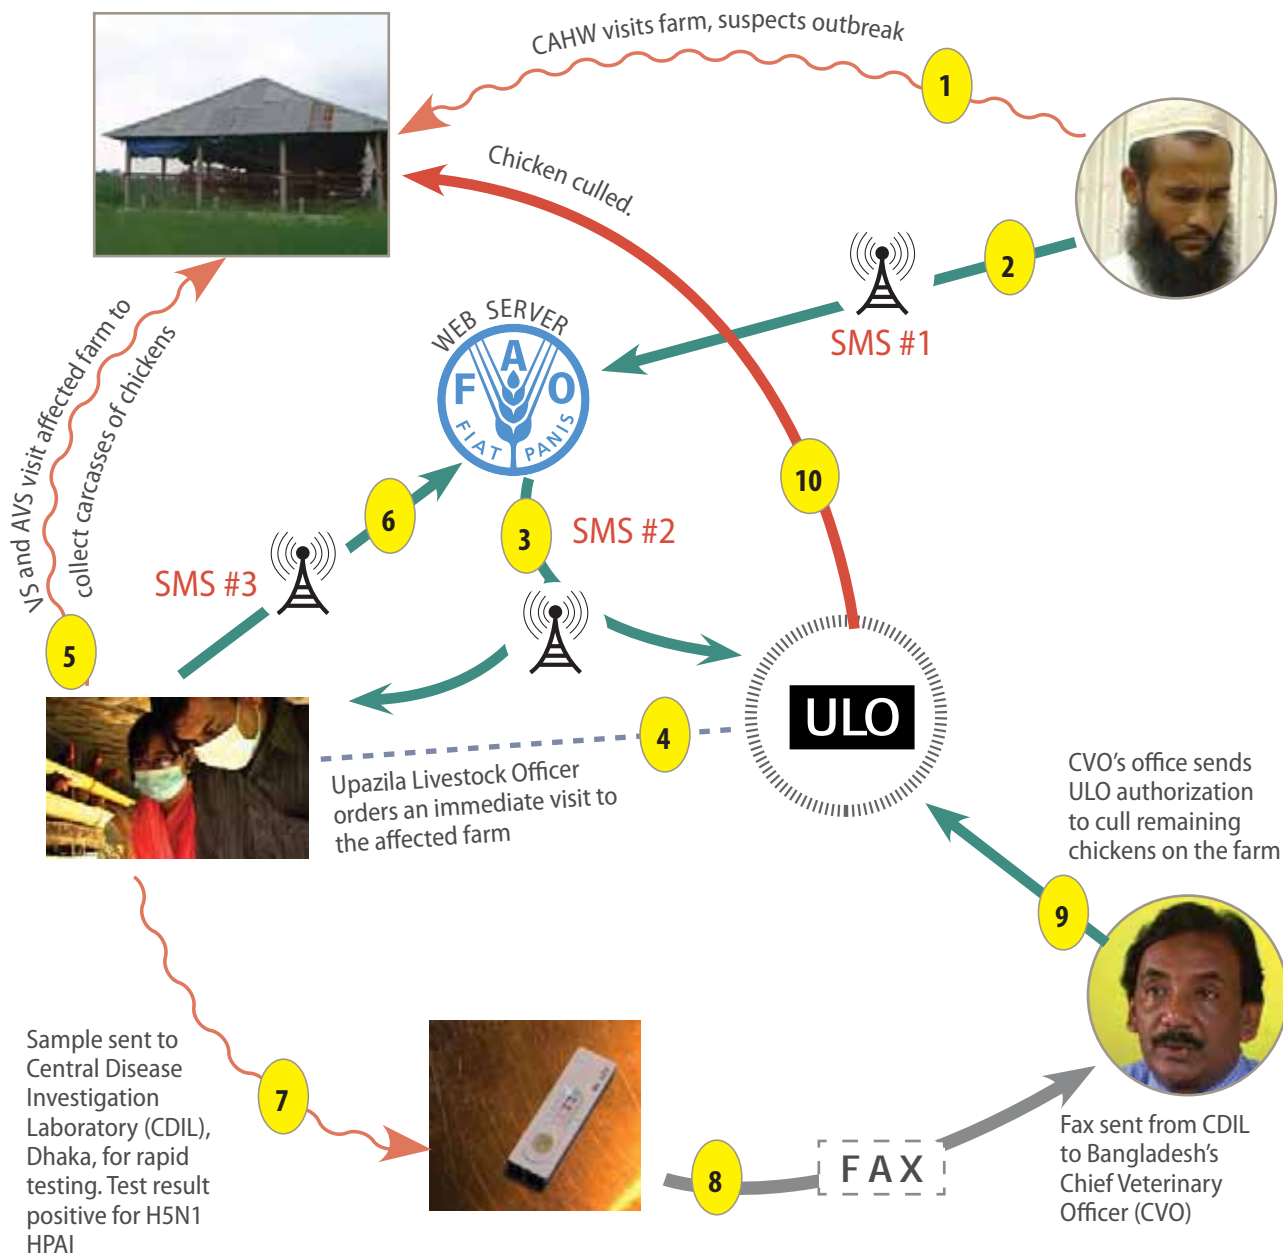 CAHW visits farm, suspects outbreak
1
Chicken culled.
2
SMS #1
WEB SERVER
F A O
FIAT PANIS
VS and AVS visit affected farm to
collect carcasses of chickens
10
6
3
SMS #2
SMS #3
5
ULO
4
Upazila Livestock Officer
orders an immediate visit to
the affected farm
CVO's office sends
ULO authorization
to cull remaining
chickens on the farm
9
Sample sent to
Central Disease
Investigation
Laboratory (CDIL),
Dhaka, for rapid
testing. Test result
positive for H5N1
HPAI
7
8
FAX
Fax sent from CDIL
to Bangladesh's
Chief Veterinary
Officer (CVO)